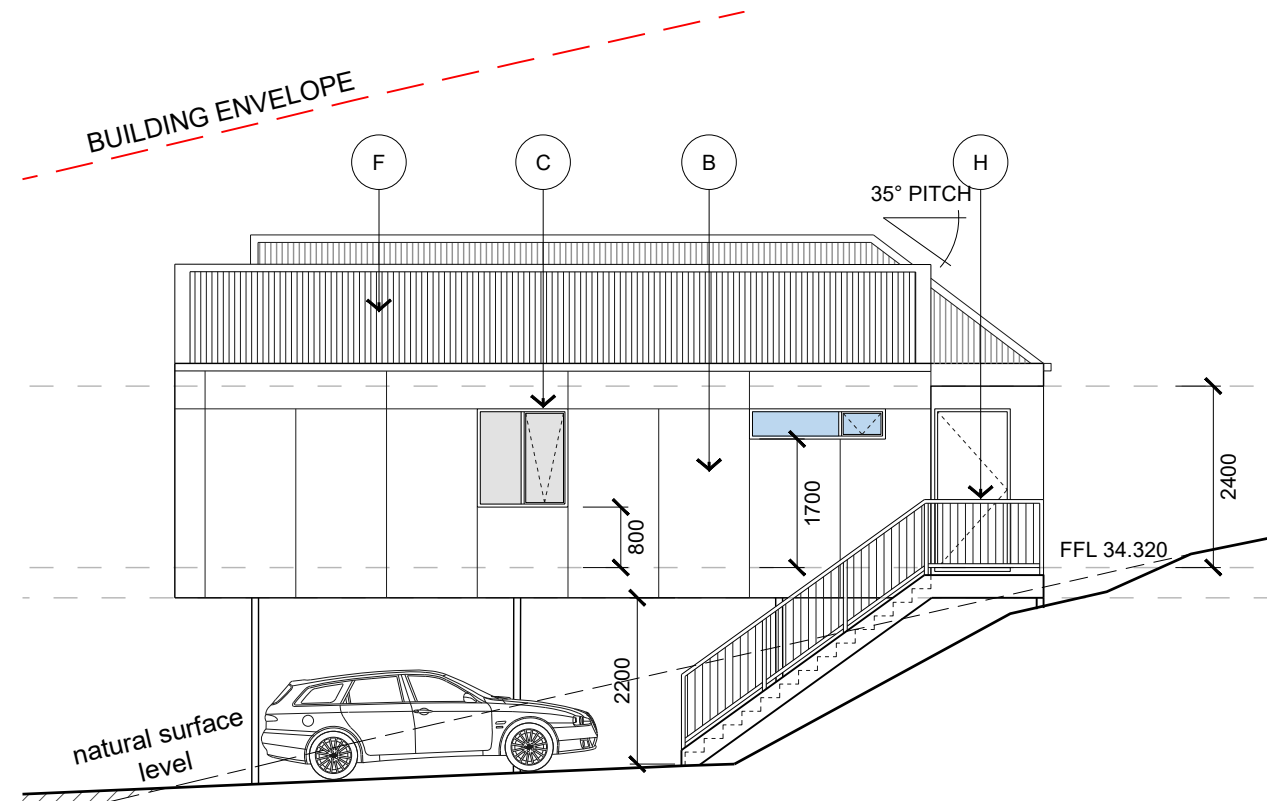 BUILDING ENVELOPE
F
C
B
H
35° PITCH
2400
1700
800
FFL 34.320
2200
natural surface
level